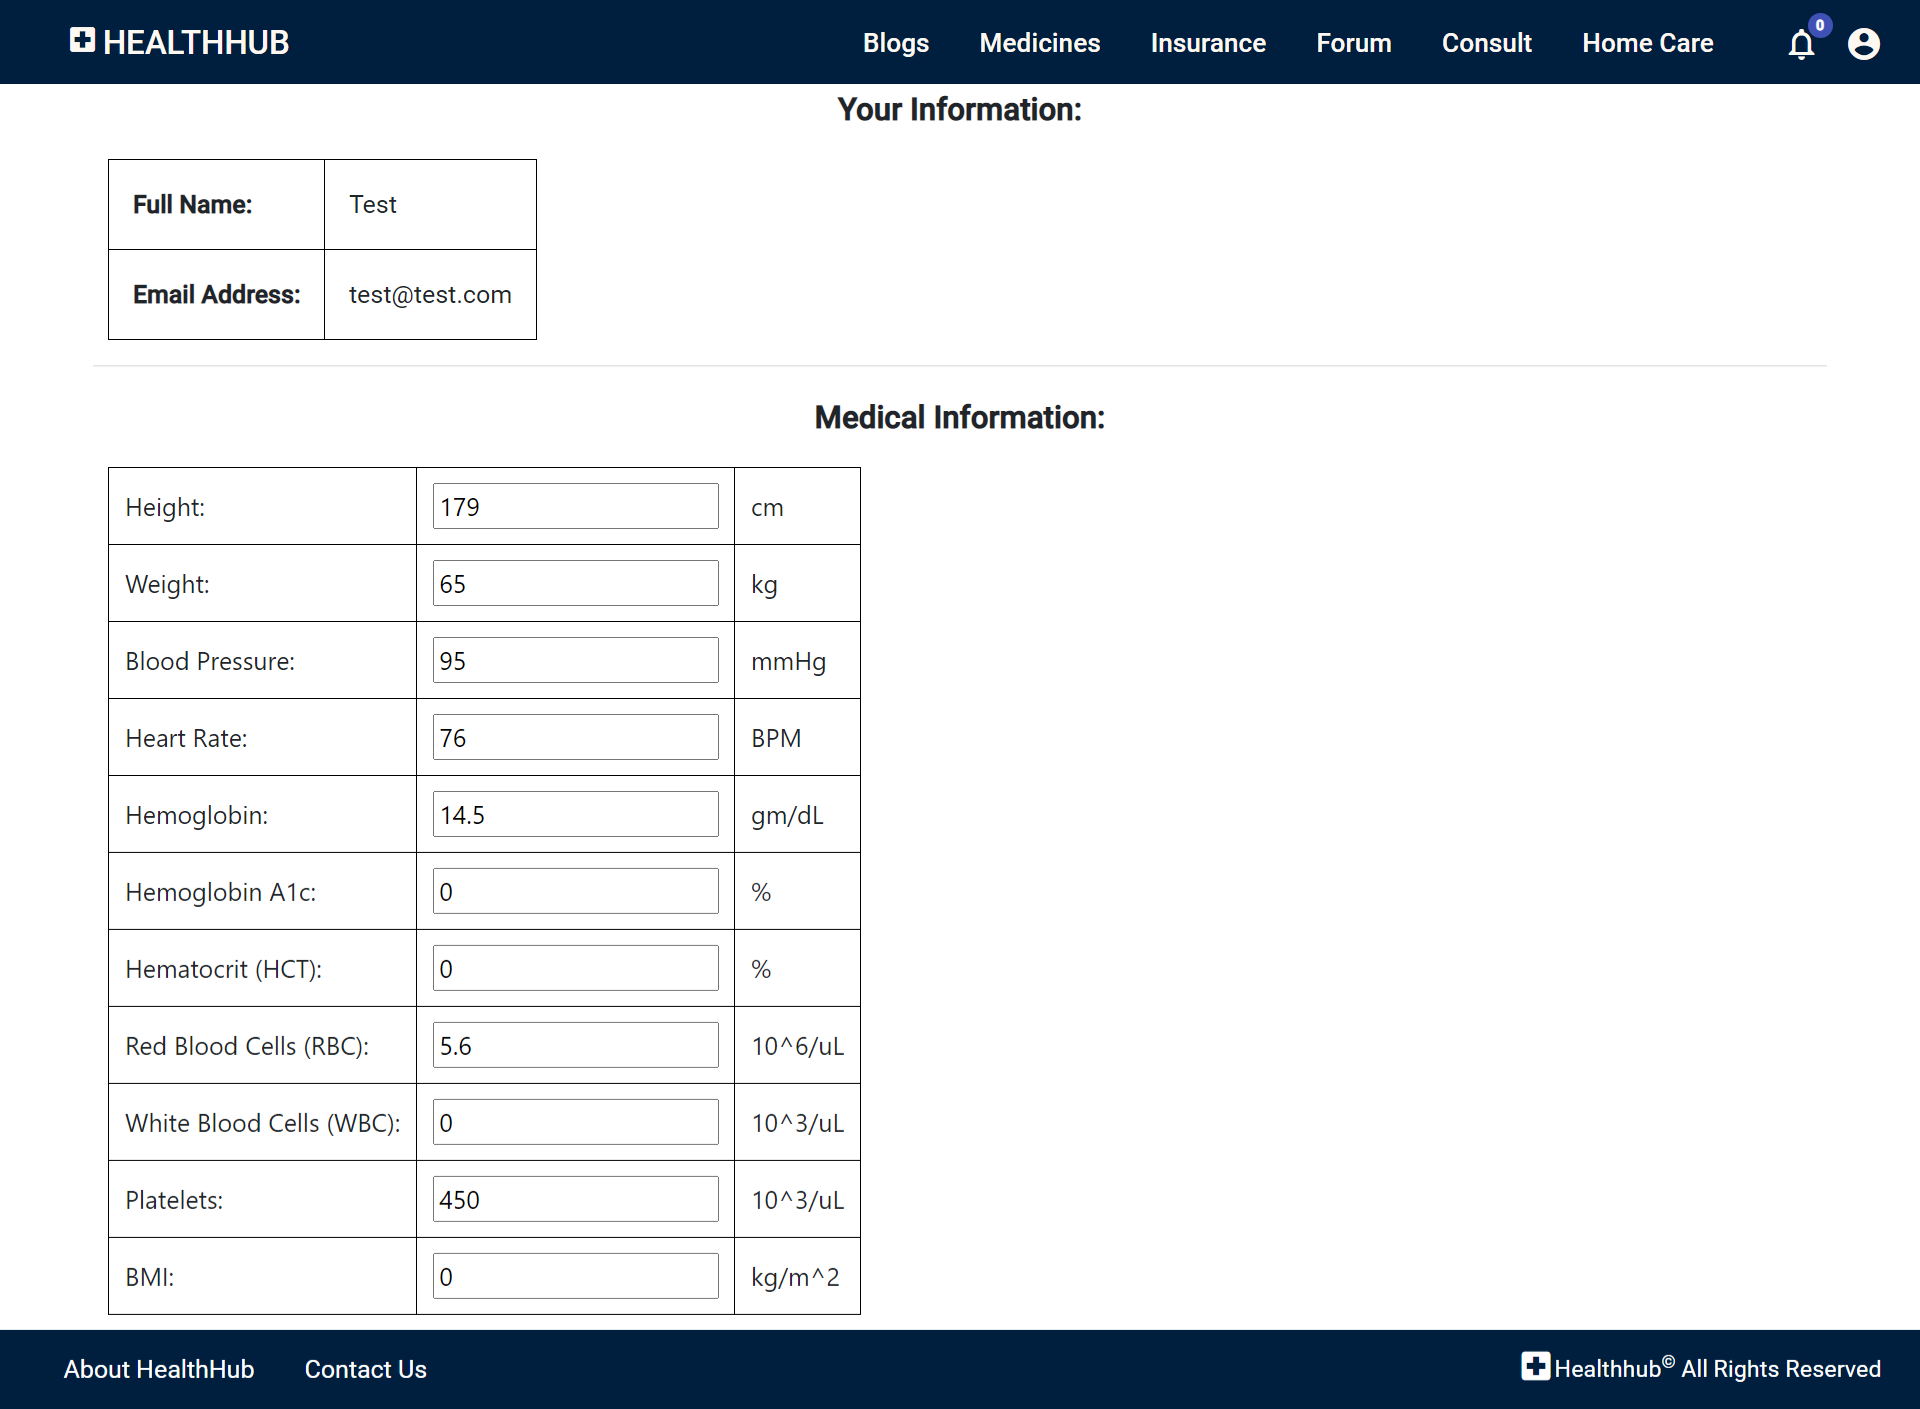 HEALTHHUB Blogs Medicines Insurance Forum Consult Home Care 0
Your Information:
Full Name: Test
Email Address: test@test.com
Medical Information:
Height: 179 cm
Weight: 65 kg
Blood Pressure: 95 mmHg
Heart Rate: 76 BPM
Hemoglobin: 14.5 gm/dL
Hemoglobin A1c: 0 %
Hematocrit (HCT): 0 %
Red Blood Cells (RBC): 5.6 10^6/uL
White Blood Cells (WBC): 0 10^3/uL
Platelets: 450 10^3/uL
BMI: 0 kg/m^2
About HealthHub Contact Us Healthhub© All Rights Reserved